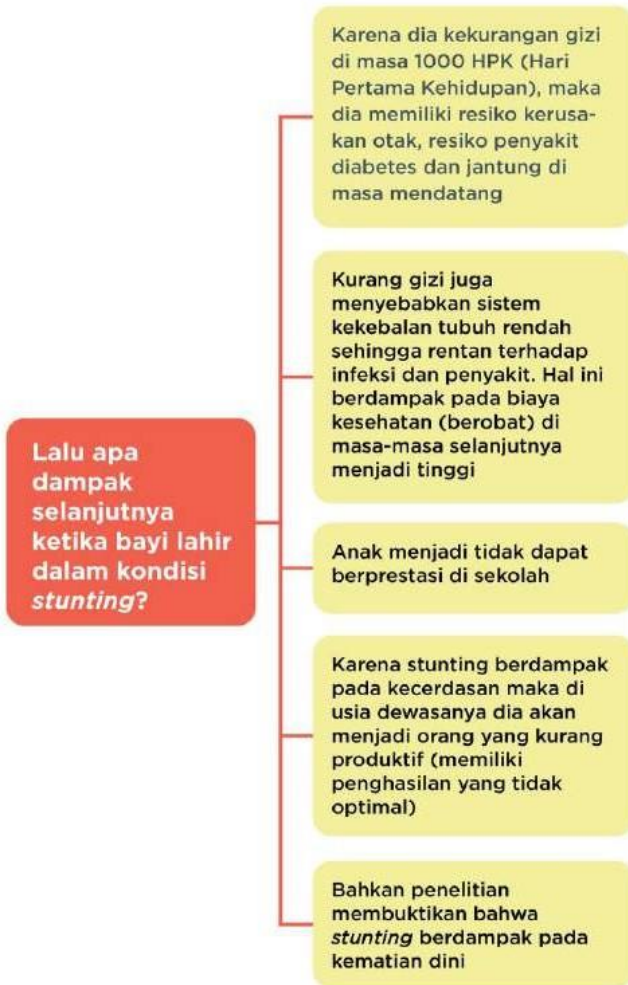 Lalu apa
dampak
selanjutnya
ketika bayi lahir
dalam kondisi
stunting?
Karena dia kekurangan gizi
di masa 1000 HPK (Hari
Pertama Kehidupan), maka
dia memiliki resiko kerusa-
kan otak, resiko penyakit
diabetes dan jantung di
masa mendatang
Kurang gizi juga
menyebabkan sistem
kekebalan tubuh rendah
sehingga rentan terhadap
infeksi dan penyakit. Hal ini
berdampak pada biaya
kesehatan (berobat) di
masa-masa selanjutnya
menjadi tinggi
Anak menjadi tidak dapat
berprestasi di sekolah
Karena stunting berdampak
pada kecerdasan maka di
usia dewasanya dia akan
menjadi orang yang kurang
produktif (memiliki
penghasilan yang tidak
optimal)
Bahkan penelitian
membuktikan bahwa
stunting berdampak pada
kematian dini